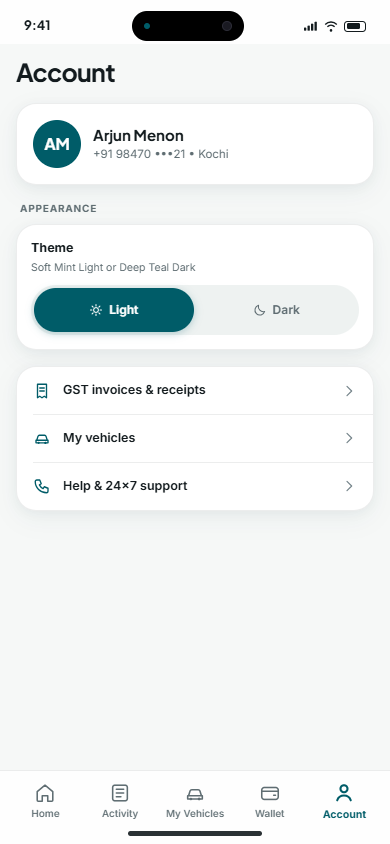 9:41
Account
AM
Arjun Menon
+91 98470 •••21 • Kochi
APPEARANCE
Theme
Soft Mint Light or Deep Teal Dark
Light
Dark
GST invoices & receipts
My vehicles
Help & 24×7 support
Home
Activity
My Vehicles
Wallet
Account